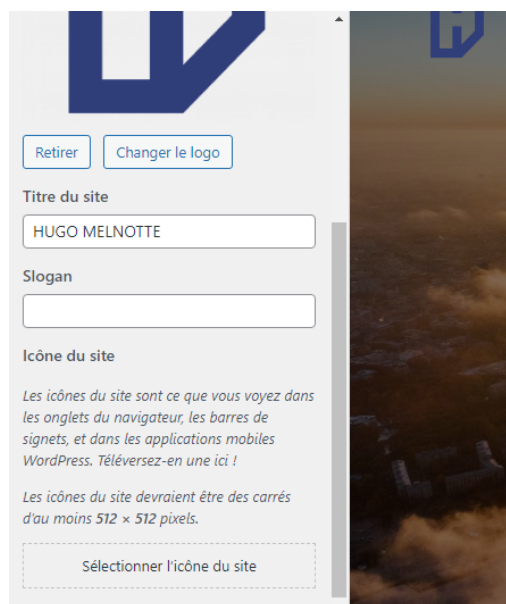 Retirer
Changer le logo
Titre du site
HUGO MELNOTTE
Slogan
Icône du site
Les icônes du site sont ce que vous voyez dans
les onglets du navigateur, les barres de
signets, et dans les applications mobiles
WordPress. Téléversez-en une ici !
Les icônes du site devraient être des carrés
d'au moins 512 × 512 pixels.
Sélectionner l'icône du site